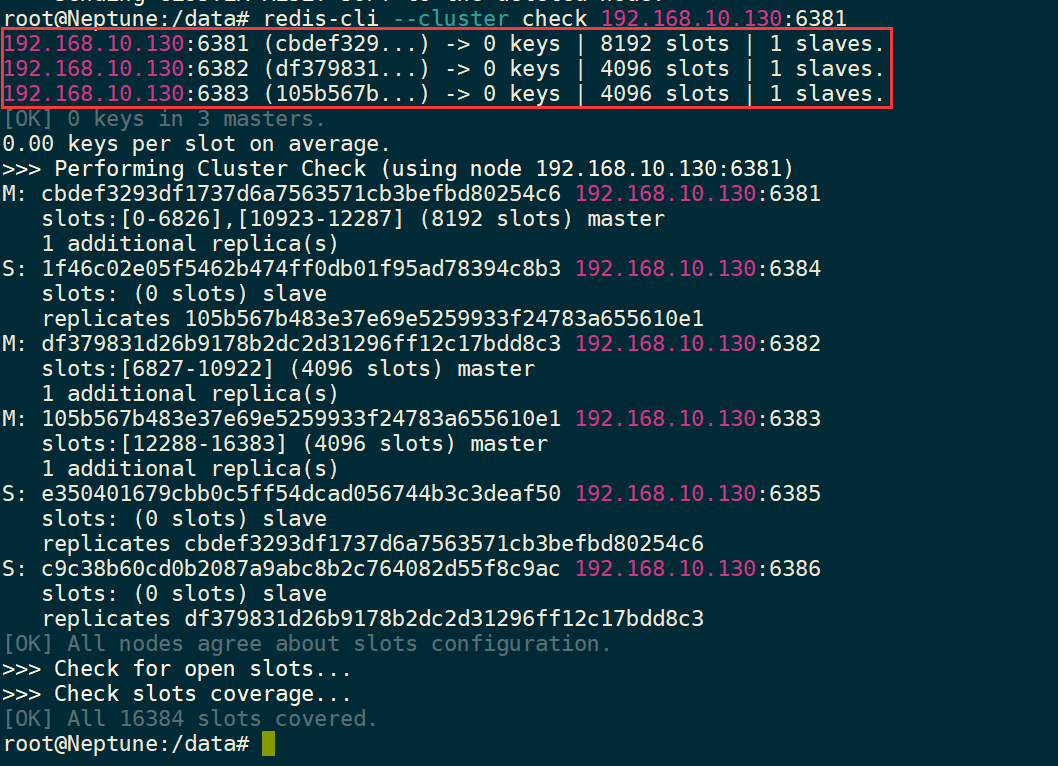 root@Neptune:/data# redis-cli --cluster check 192.168.10.130:6381
192.168.10.130:6381 (cbdef329...) -> 0 keys | 8192 slots | 1 slaves.
192.168.10.130:6382 (df379831...) -> 0 keys | 4096 slots | 1 slaves.
192.168.10.130:6383 (105b567b...) -> 0 keys | 4096 slots | 1 slaves.
[OK] 0 keys in 3 masters.
0.00 keys per slot on average.
>>> Performing Cluster Check (using node 192.168.10.130:6381)
M: cbdef3293df1737d6a7563571cb3befbd80254c6 192.168.10.130:6381
   slots:[0-6826],[10923-12287] (8192 slots) master
   1 additional replica(s)
S: 1f46c02e05f5462b474ff0db01f95ad78394c8b3 192.168.10.130:6384
   slots: (0 slots) slave
   replicates 105b567b483e37e69e5259933f24783a655610e1
M: df379831d26b9178b2dc2d31296ff12c17bdd8c3 192.168.10.130:6382
   slots:[6827-10922] (4096 slots) master
   1 additional replica(s)
M: 105b567b483e37e69e5259933f24783a655610e1 192.168.10.130:6383
   slots:[12288-16383] (4096 slots) master
   1 additional replica(s)
S: e350401679cbb0c5ff54dcad056744b3c3deaf50 192.168.10.130:6385
   slots: (0 slots) slave
   replicates cbdef3293df1737d6a7563571cb3befbd80254c6
S: c9c38b60cd0b2087a9abc8b2c764082d55f8c9ac 192.168.10.130:6386
   slots: (0 slots) slave
   replicates df379831d26b9178b2dc2d31296ff12c17bdd8c3
[OK] All nodes agree about slots configuration.
>>> Check for open slots...
>>> Check slots coverage...
[OK] All 16384 slots covered.
root@Neptune:/data#